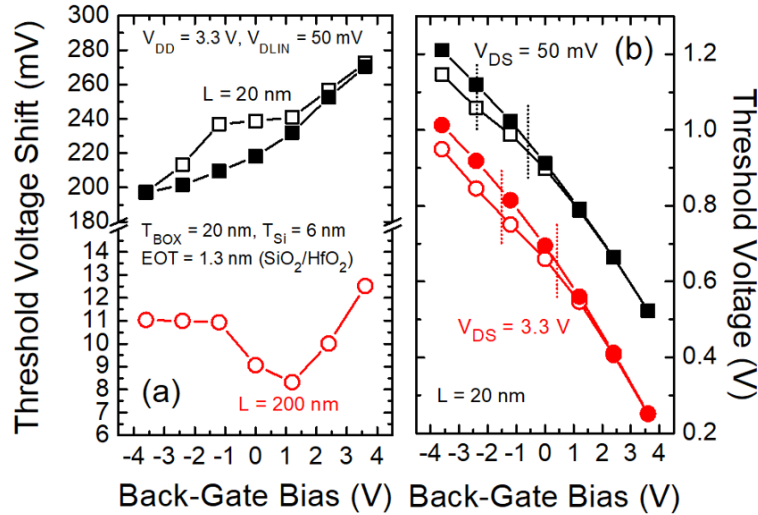 V_DD = 3.3 V, V_DLIN = 50 mV
L = 20 nm
T_BOX = 20 nm, T_Si = 6 nm
EOT = 1.3 nm (SiO₂/HfO₂)
(a)
L = 200 nm
Threshold Voltage Shift (mV)
300
280
260
240
220
200
180
13
12
11
10
9
8
7
6
-4 -3 -2 -1 0 1 2 3 4
Back-Gate Bias (V)
V_DS = 50 mV
(b)
V_DS = 3.3 V
L = 20 nm
1.2
1.0
0.8
0.6
0.4
0.2
Threshold Voltage (V)
-4 -3 -2 -1 0 1 2 3 4
Back-Gate Bias (V)